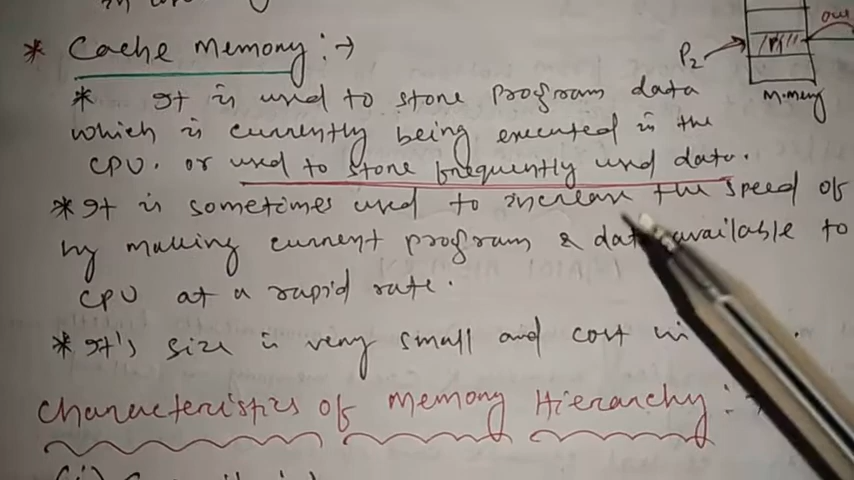 * Cache Memory :→
* It is used to store program data
which is currently being executed in the
CPU. or used to store frequently used data.
* It is sometimes used to increase the speed of
by making current program & data available to
CPU at a rapid rate.
* It's size is very small and cost
Characteristics of Memory Hierarchy :-
P2
M.memy
our